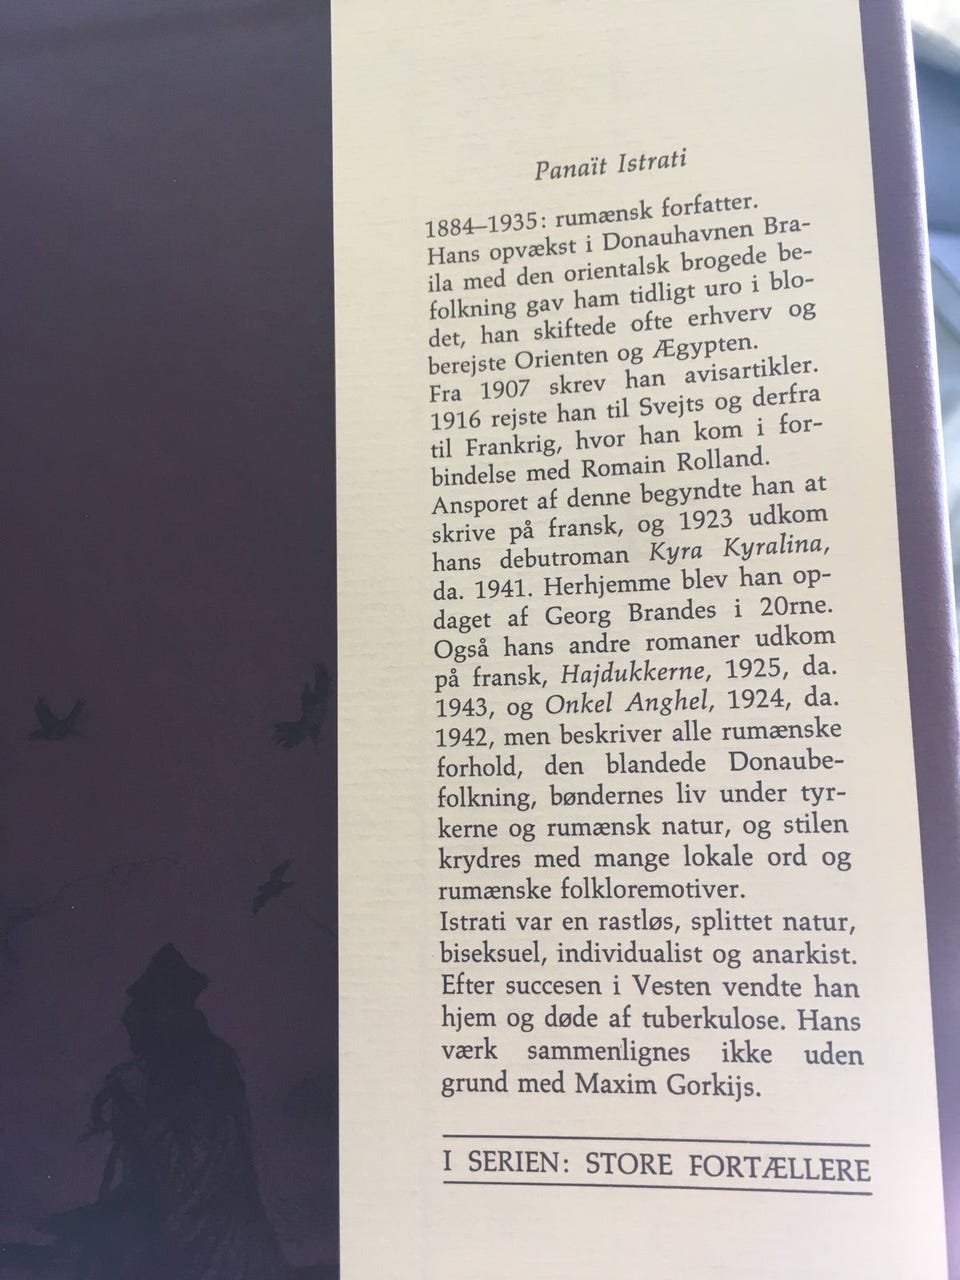 Panaït Istrati
1884–1935: rumænsk forfatter.
Hans opvækst i Donauhavnen Bra-
ila med den orientalsk brogede be-
folkning gav ham tidligt uro i blo-
det, han skiftede ofte erhverv og
berejste Orienten og Ægypten.
Fra 1907 skrev han avisartikler.
1916 rejste han til Svejts og derfra
til Frankrig, hvor han kom i for-
bindelse med Romain Rolland.
Ansporet af denne begyndte han at
skrive på fransk, og 1923 udkom
hans debutroman Kyra Kyralina,
da. 1941. Herhjemme blev han op-
daget af Georg Brandes i 20rne.
Også hans andre romaner udkom
på fransk, Hajdukkerne, 1925, da.
1943, og Onkel Anghel, 1924, da.
1942, men beskriver alle rumænske
forhold, den blandede Donaube-
folkning, bøndernes liv under tyr-
kerne og rumænsk natur, og stilen
krydres med mange lokale ord og
rumænske folkloremotiver.
Istrati var en rastløs, splittet natur,
biseksuel, individualist og anarkist.
Efter succesen i Vesten vendte han
hjem og døde af tuberkulose. Hans
værk sammenlignes ikke uden
grund med Maxim Gorkijs.
I SERIEN: STORE FORTÆLLERE